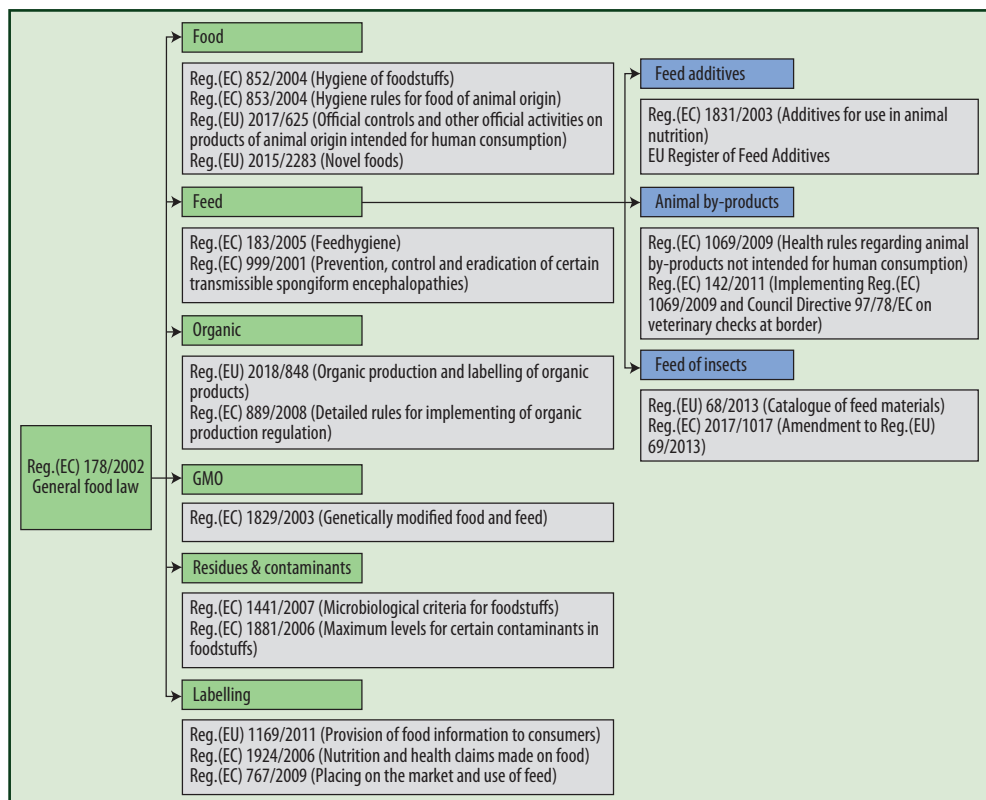 Food
Reg.(EC) 852/2004 (Hygiene of foodstuffs)
Reg.(EC) 853/2004 (Hygiene rules for food of animal origin)
Reg.(EU) 2017/625 (Official controls and other official activities on
products of animal origin intended for human consumption)
Reg.(EU) 2015/2283 (Novel foods)
Feed
Reg.(EC) 183/2005 (Feedhygiene)
Reg.(EC) 999/2001 (Prevention, control and eradication of certain
transmissible spongiform encephalopathies)
Organic
Reg.(EU) 2018/848 (Organic production and labelling of organic
products)
Reg.(EC) 889/2008 (Detailed rules for implementing of organic
production regulation)
Reg.(EC) 178/2002
General food law
GMO
Reg.(EC) 1829/2003 (Genetically modified food and feed)
Residues & contaminants
Reg.(EC) 1441/2007 (Microbiological criteria for foodstuffs)
Reg.(EC) 1881/2006 (Maximum levels for certain contaminants in
foodstuffs)
Labelling
Reg.(EU) 1169/2011 (Provision of food information to consumers)
Reg.(EC) 1924/2006 (Nutrition and health claims made on food)
Reg.(EC) 767/2009 (Placing on the market and use of feed)
Feed additives
Reg.(EC) 1831/2003 (Additives for use in animal
nutrition)
EU Register of Feed Additives
Animal by-products
Reg.(EC) 1069/2009 (Health rules regarding animal
by-products not intended for human consumption)
Reg.(EC) 142/2011 (Implementing Reg.(EC)
1069/2009 and Council Directive 97/78/EC on
veterinary checks at border)
Feed of insects
Reg.(EU) 68/2013 (Catalogue of feed materials)
Reg.(EC) 2017/1017 (Amendment to Reg.(EU)
69/2013)